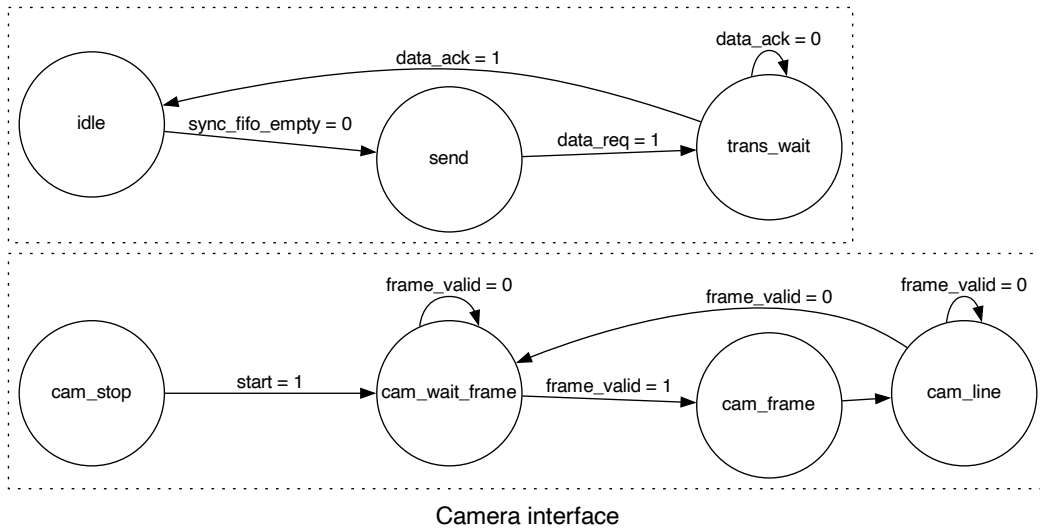 data_ack = 0
data_ack = 1
idle
sync_fifo_empty = 0
send
data_req = 1
trans_wait
frame_valid = 0
frame_valid = 0
frame_valid = 0
cam_stop
start = 1
cam_wait_frame
frame_valid = 1
cam_frame
cam_line
Camera interface